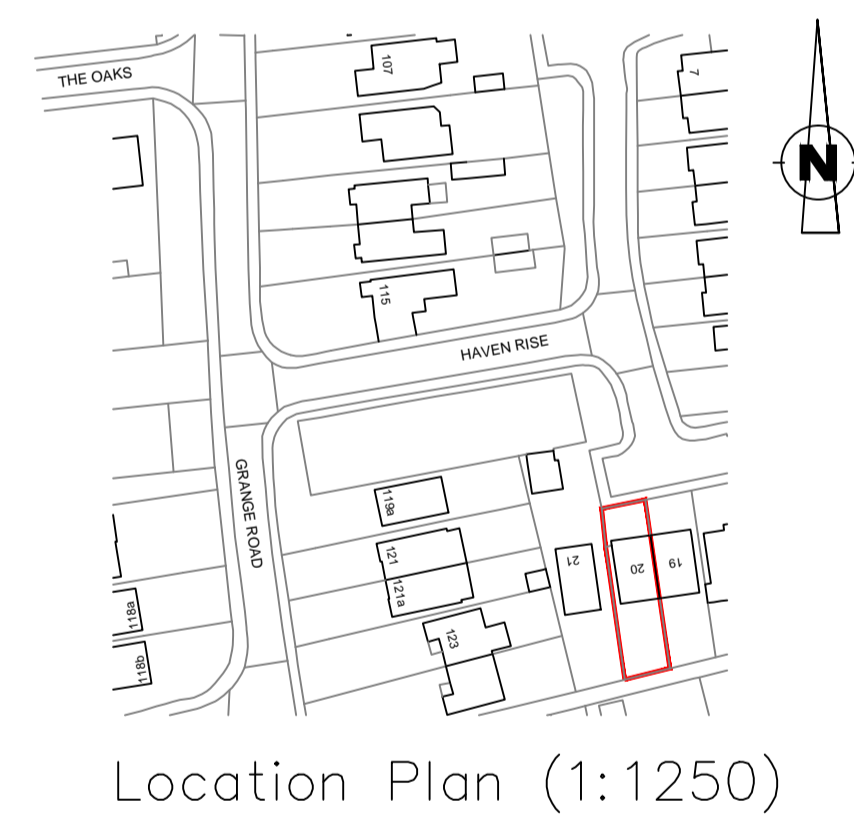 THE OAKS
107
7
N
115
HAVEN RISE
GRANGE ROAD
119a
121
121a
21
20
19
118a
123
118b
Location Plan (1:1250)